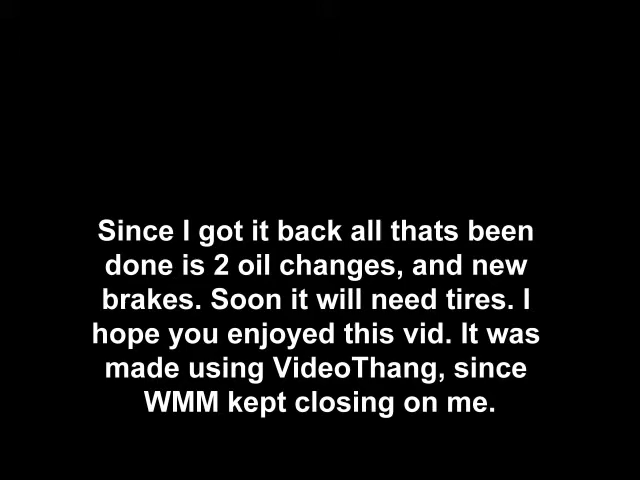 Since I got it back all thats been
done is 2 oil changes, and new
brakes. Soon it will need tires. I
hope you enjoyed this vid. It was
made using VideoThang, since
WMM kept closing on me.